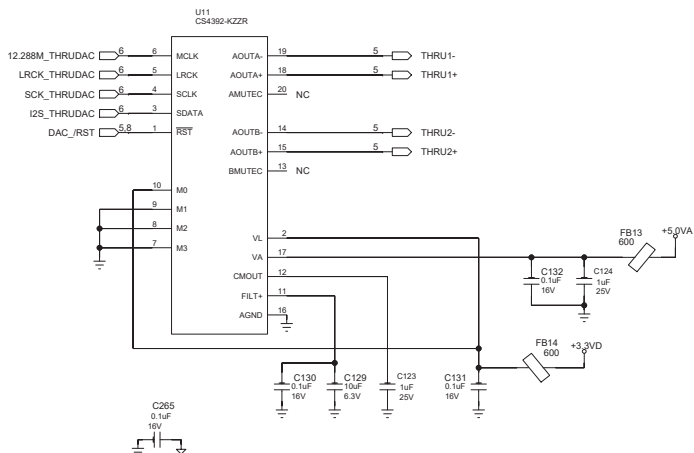 U11
CS4392-KZZR
12.288M_THRUDAC 6 6 MCLK AOUTA- 19 5 THRU1-
LRCK_THRUDAC 6 5 LRCK AOUTA+ 18 5 THRU1+
SCK_THRUDAC 6 4 SCLK AMUTEC 20 NC
I2S_THRUDAC 6 3 SDATA
DAC_/RST 5,8 1 RST AOUTB- 14 5 THRU2-
AOUTB+ 15 5 THRU2+
BMUTEC 13 NC
10 M0
9 M1
8 M2
7 M3
VL 2
VA 17
CMOUT 12
FILT+ 11
AGND 16
FB13
600
+5.0VA
C132
0.1uF
16V
C124
1uF
25V
FB14
600
+3.3VD
C130
0.1uF
16V
C129
10uF
6.3V
C123
1uF
25V
C131
0.1uF
16V
C265
0.1uF
16V